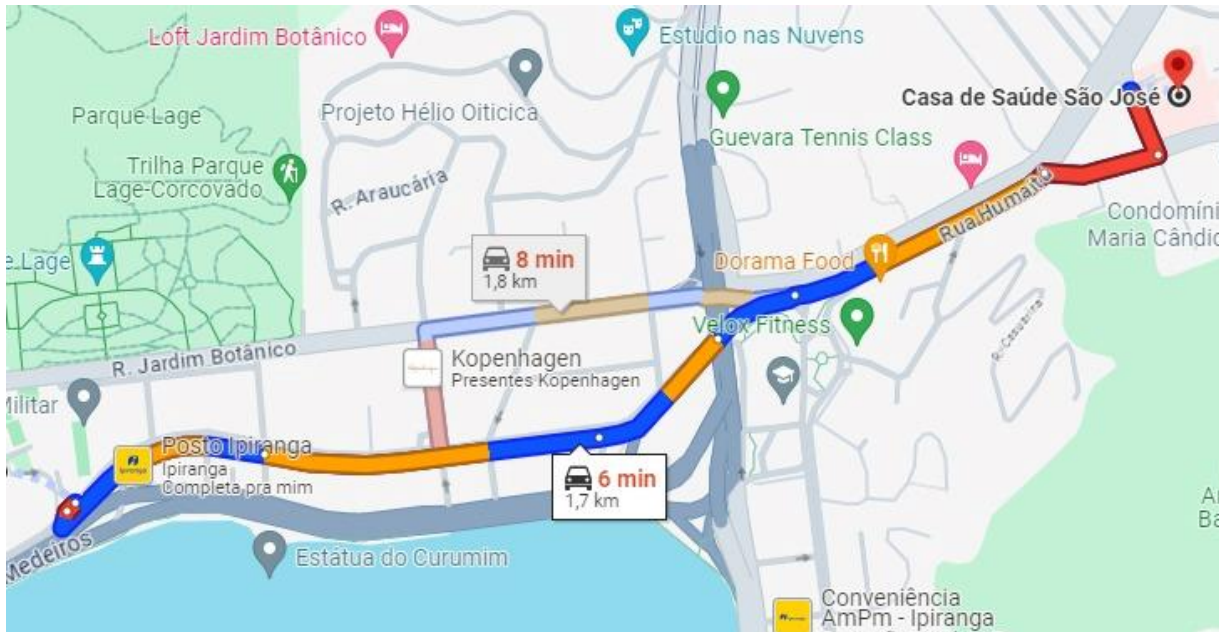 Loft Jardim Botânico
Estúdio nas Nuvens
Casa de Saúde São José
Parque Lage
Projeto Hélio Oiticica
Guevara Tennis Class
Trilha Parque
Lage-Corcovado
R. Araucária
Rua Humaitá
Condomíni
Maria Cândid
e Lage
8 min
1,8 km
Dorama Food
Velox Fitness
R. Casuarina
R. Jardim Botânico
Kopenhagen
Presentes Kopenhagen
Militar
Posto Ipiranga
Ipiranga
Completa pra mim
6 min
1,7 km
Medeiros
Estátua do Curumim
Conveniência
AmPm - Ipiranga